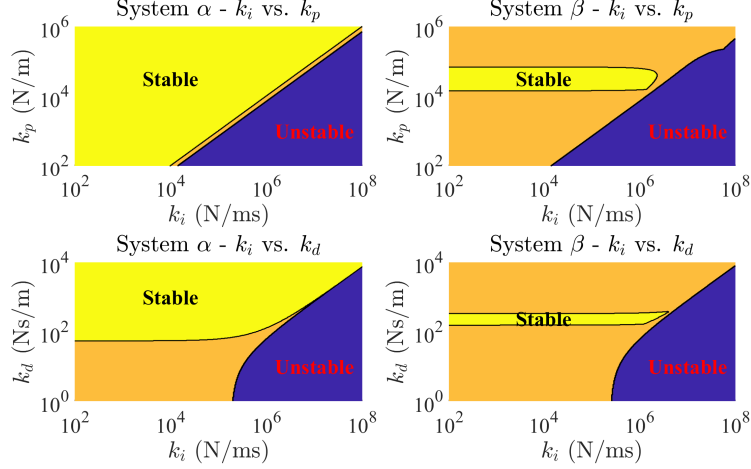 System α - k_i vs. k_p
10^6
10^4
10^2
k_p (N/m)
Stable
Unstable
10^2 10^4 10^6 10^8
k_i (N/ms)
System β - k_i vs. k_p
10^6
10^4
10^2
k_p (N/m)
Stable
Unstable
10^2 10^4 10^6 10^8
k_i (N/ms)
System α - k_i vs. k_d
10^4
10^2
10^0
k_d (Ns/m)
Stable
Unstable
10^2 10^4 10^6 10^8
k_i (N/ms)
System β - k_i vs. k_d
10^4
10^2
10^0
k_d (Ns/m)
Stable
Unstable
10^2 10^4 10^6 10^8
k_i (N/ms)